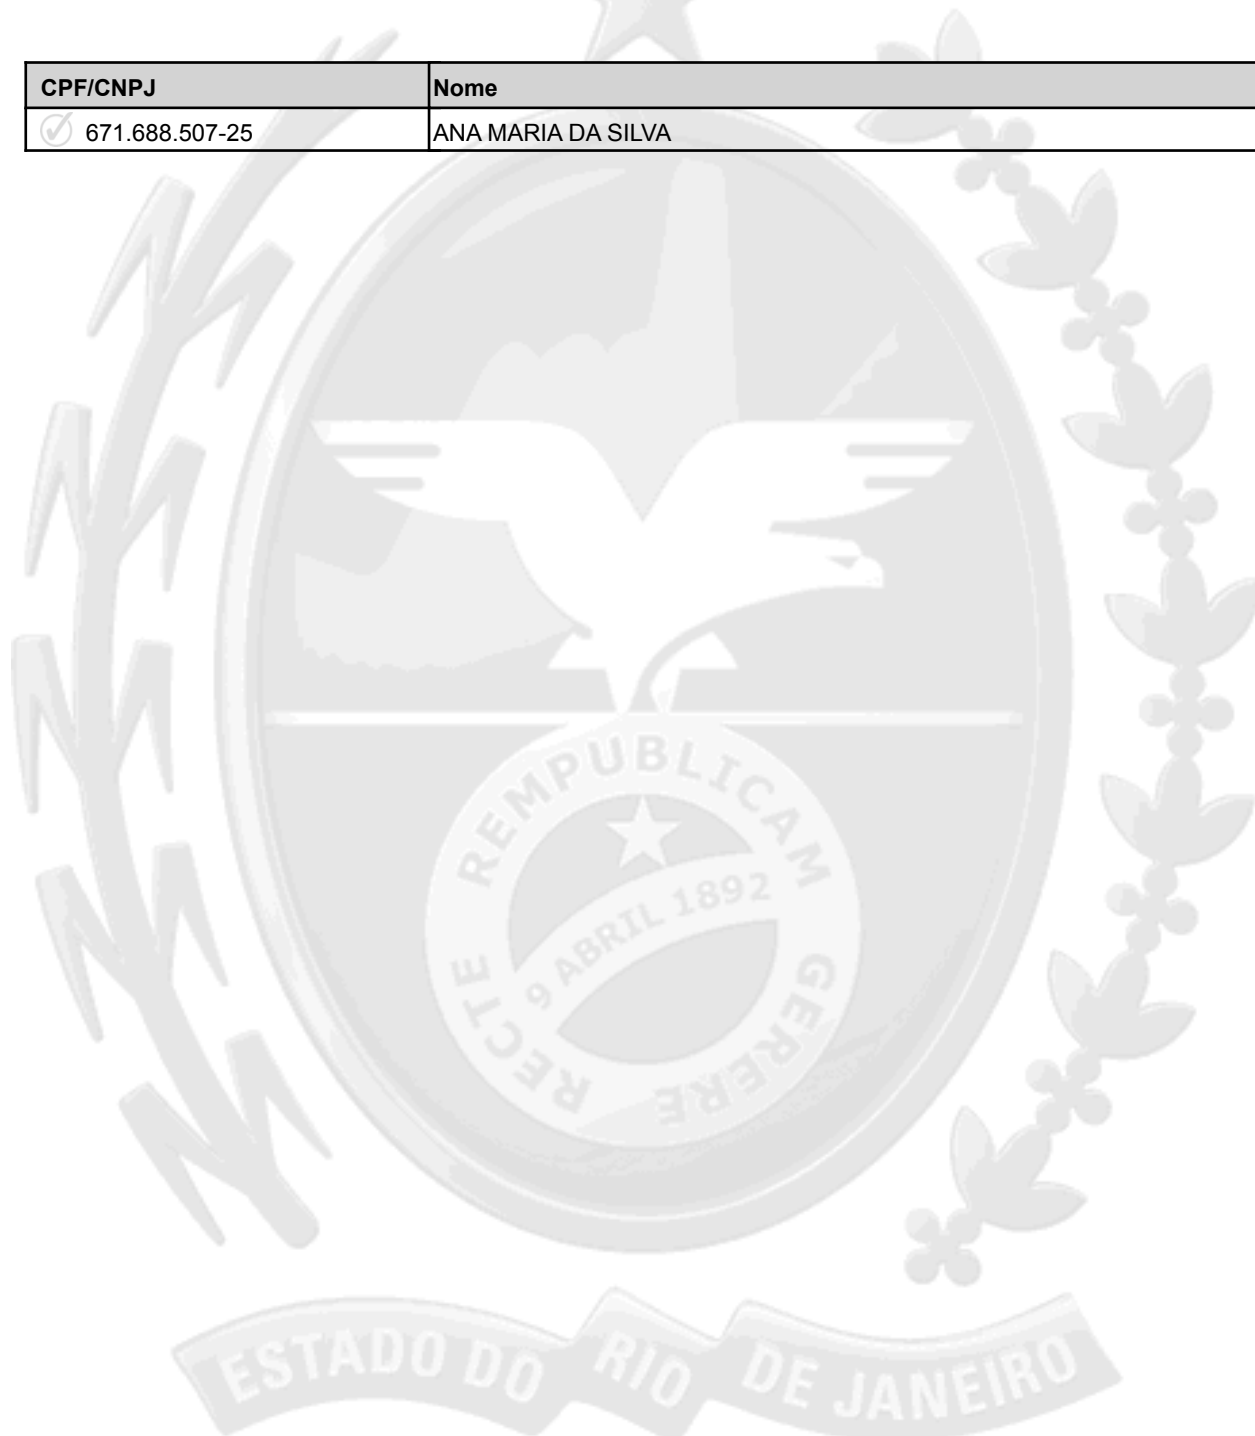 CPF/CNPJ Nome
671.688.507-25 ANA MARIA DA SILVA
REMPUBLICAM
9 ABRIL 1892
RECTE GERERE
ESTADO DO RIO DE JANEIRO